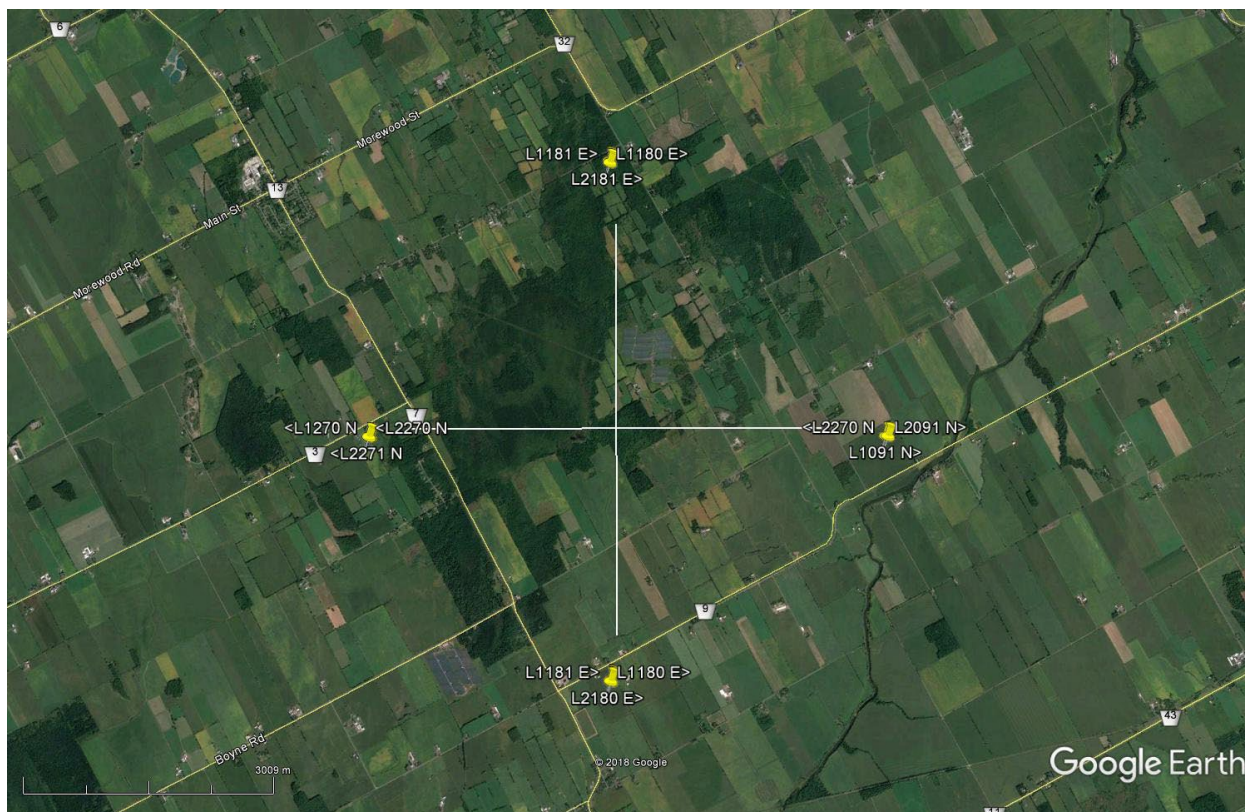 6
32
Morewood St
L1181 E> L1180 E>
L2181 E>
13
Main St
Morewood Rd
7
<L1270 N <L2270 N
<L2271 N
3
<L2270 N L2091 N>
L1091 N>
9
L1181 E> L1180 E>
L2180 E>
43
Boyne Rd
© 2018 Google
Google Earth
3009 m